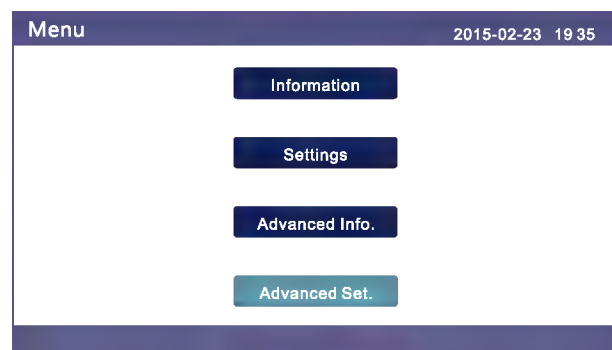 Menu
2015-02-23 19 35
Information
Settings
Advanced Info.
Advanced Set.